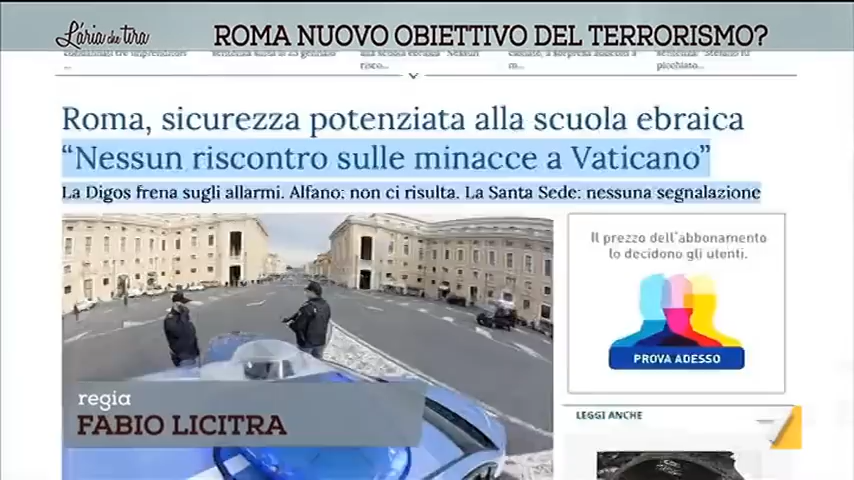 L'aria che tira
ROMA NUOVO OBIETTIVO DEL TERRORISMO?
risco...
m...
picchiato...
Roma, sicurezza potenziata alla scuola ebraica
“Nessun riscontro sulle minacce a Vaticano”
La Digos frena sugli allarmi. Alfano: non ci risulta. La Santa Sede: nessuna segnalazione
Il prezzo dell'abbonamento
lo decidono gli utenti.
PROVA ADESSO
LEGGI ANCHE
regia
FABIO LICITRA